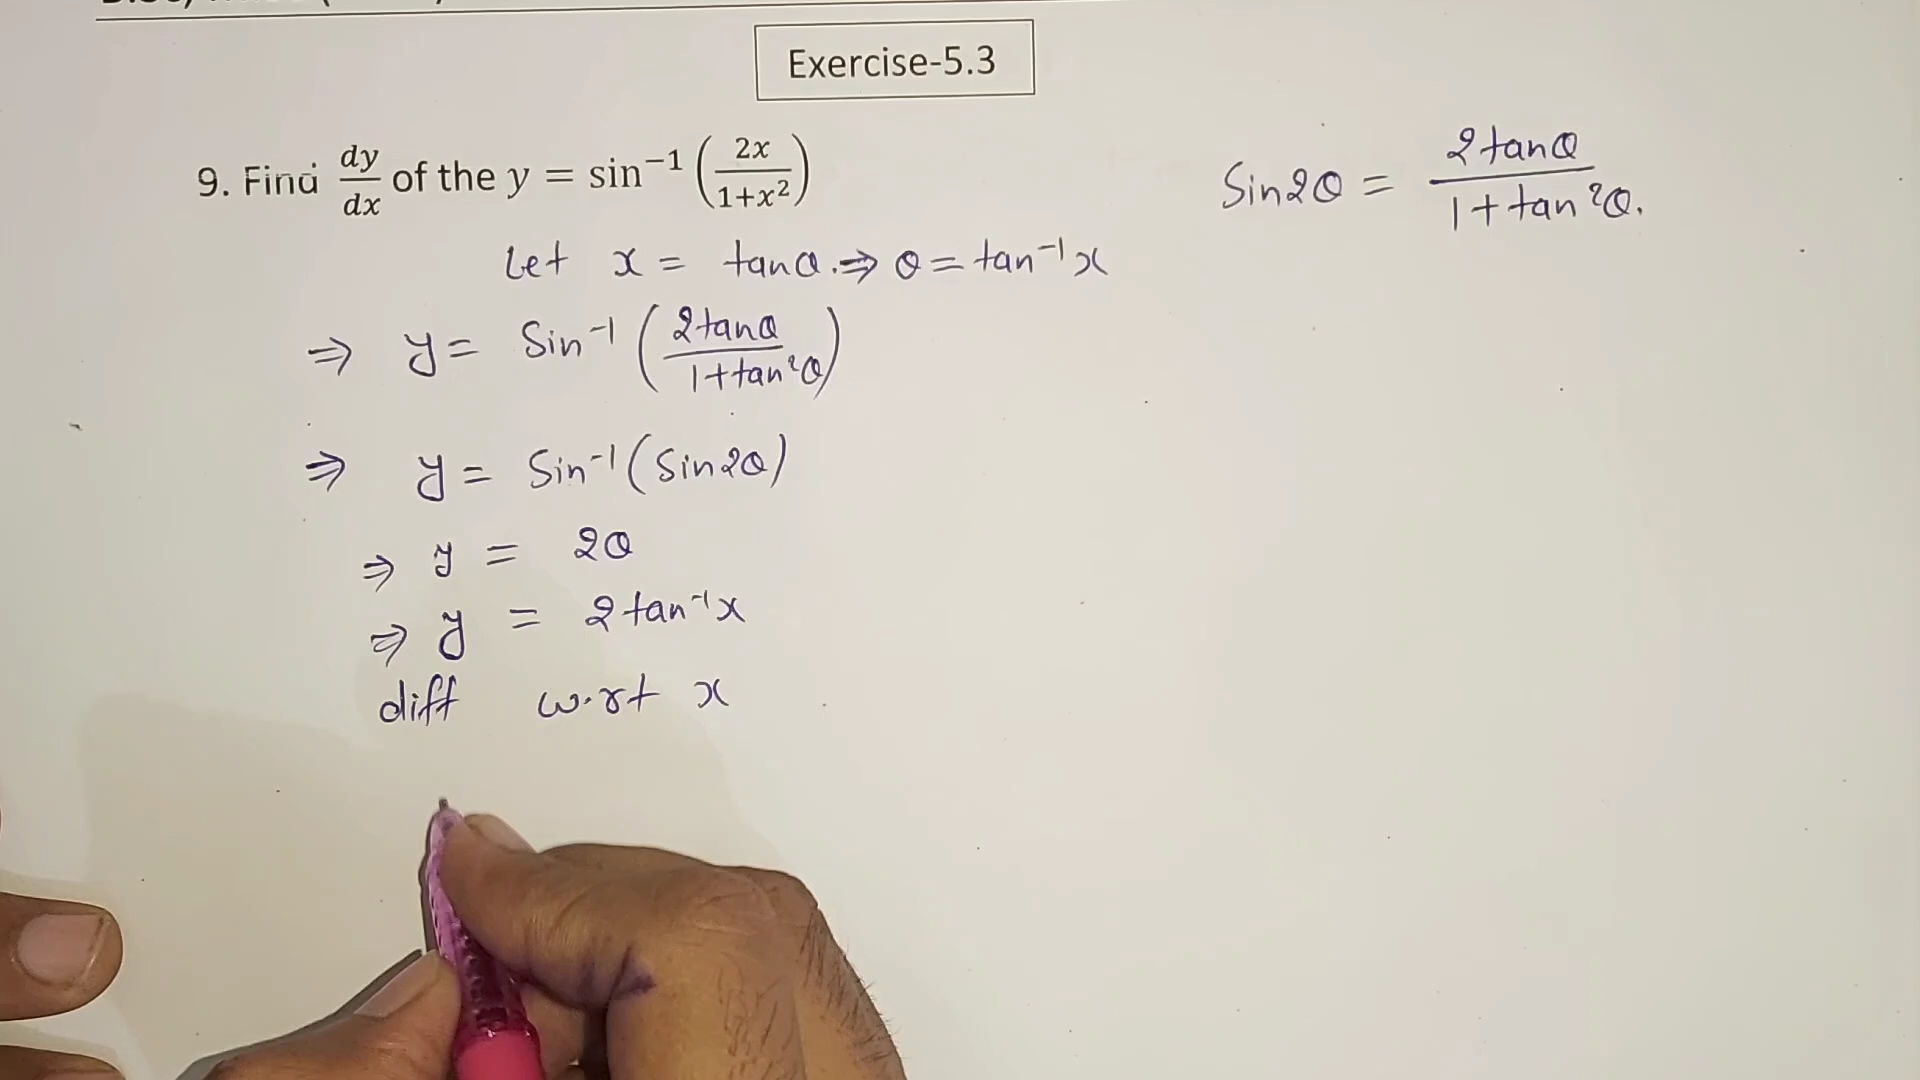 Exercise-5.3
9. Find dy/dx of the y = sin⁻¹(2x/(1+x²))
Sin2θ = 2tanθ/(1+tan²θ).
Let x = tanθ. ⇒ θ = tan⁻¹x
⇒ y = Sin⁻¹(2tanθ/(1+tan²θ))
⇒ y = Sin⁻¹(Sin2θ)
⇒ y = 2θ
⇒ y = 2tan⁻¹x
diff w.r.t x